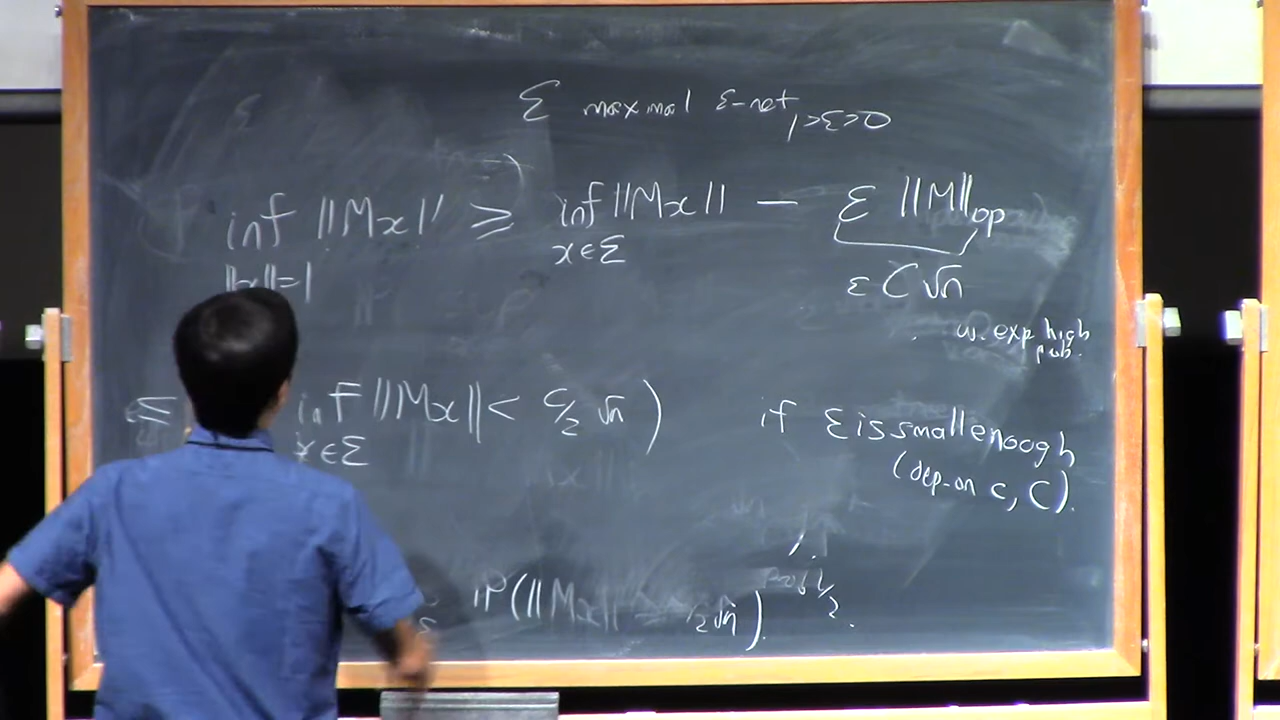 Σ maximal ε-net, 1>ε>0
inf ||Mx|| ≥ inf ||Mx|| − ε ||M||op
||x||=1 x∈Σ
ε C √n
w. exp high
prob.
≤ inf ||Mx|| < c/2 √n) if ε is small enough
x∈Σ (dep-on c, C).
P(||Mx|| /2 √n).